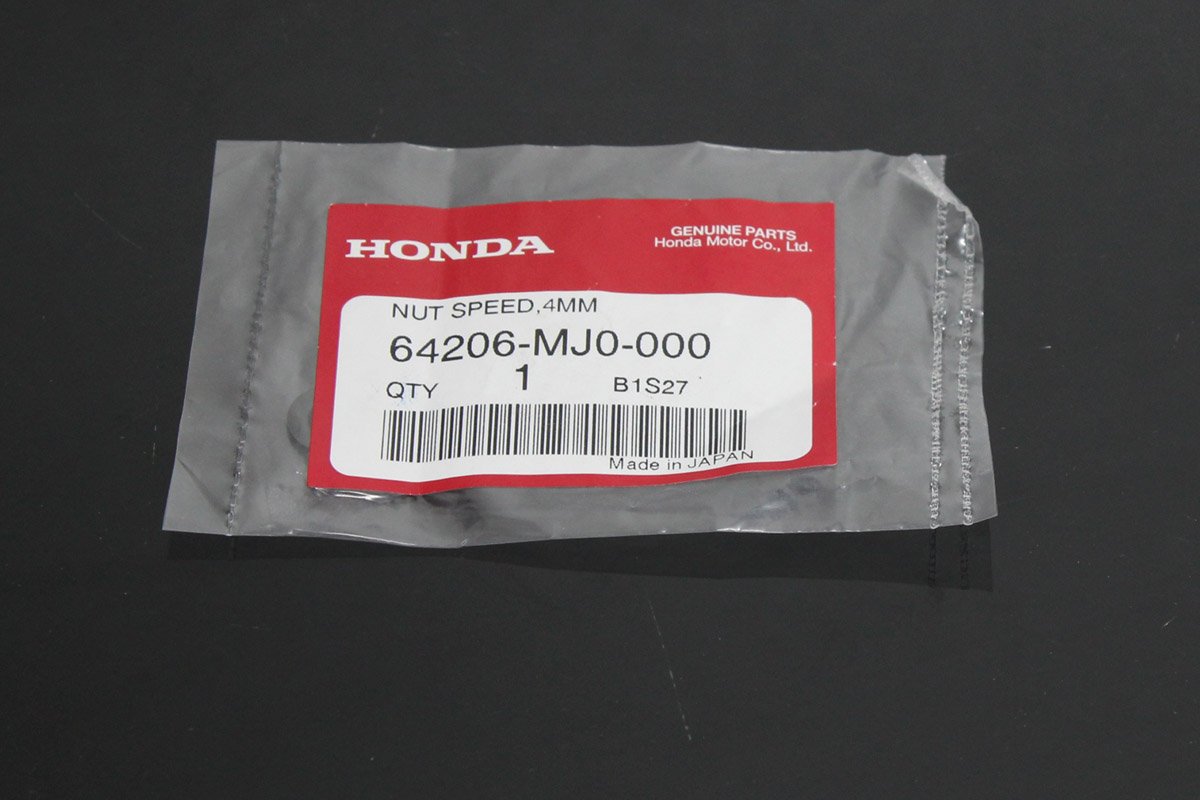 HONDA
GENUINE PARTS
Honda Motor Co., Ltd.
NUT SPEED,4MM
64206-MJ0-000
QTY 1 B1S27
Made in JAPAN